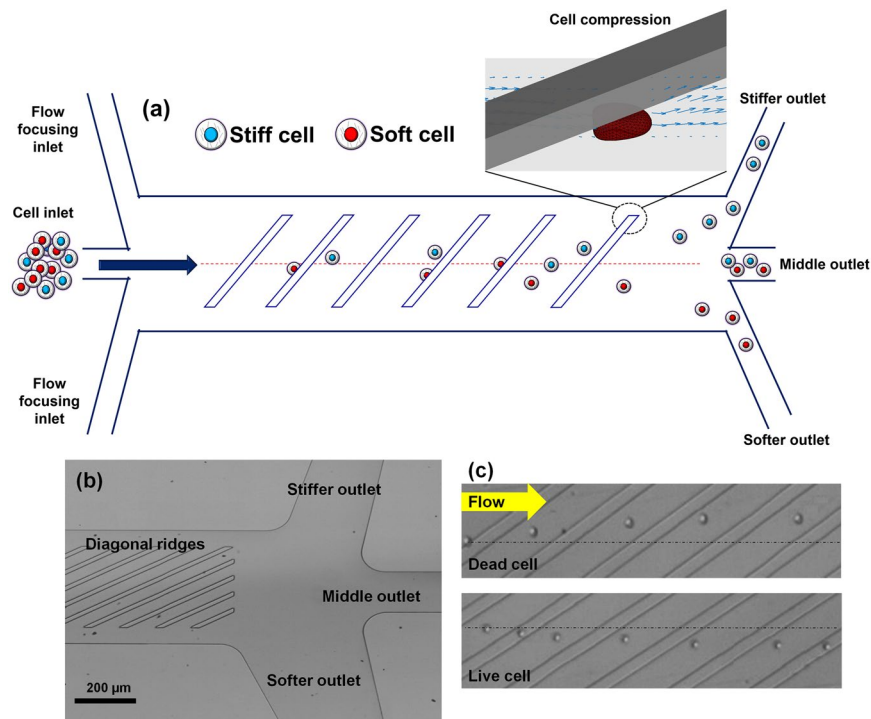 Cell compression
Flow
focusing
inlet
(a)
Stiff cell
Soft cell
Stiffer outlet
Cell inlet
Middle outlet
Flow
focusing
inlet
Softer outlet
(b)
Stiffer outlet
Diagonal ridges
Middle outlet
Softer outlet
200 µm
(c)
Flow
Dead cell
Live cell